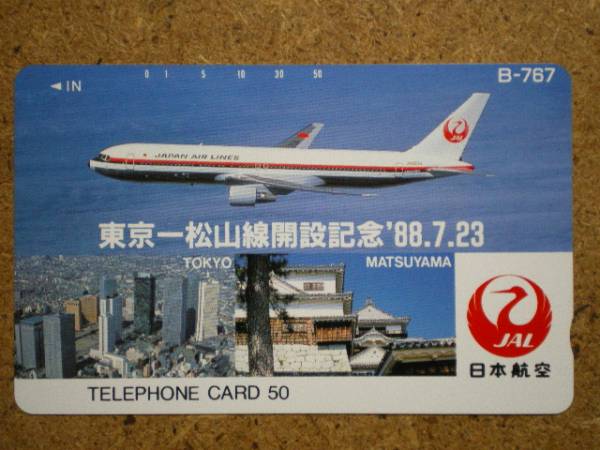 ◄IN 0 1 5 10 30 50 B-767
JAPAN AIR LINES
東京ー松山線開設記念'88.7.23
TOKYO MATSUYAMA
JAL
日本航空
TELEPHONE CARD 50